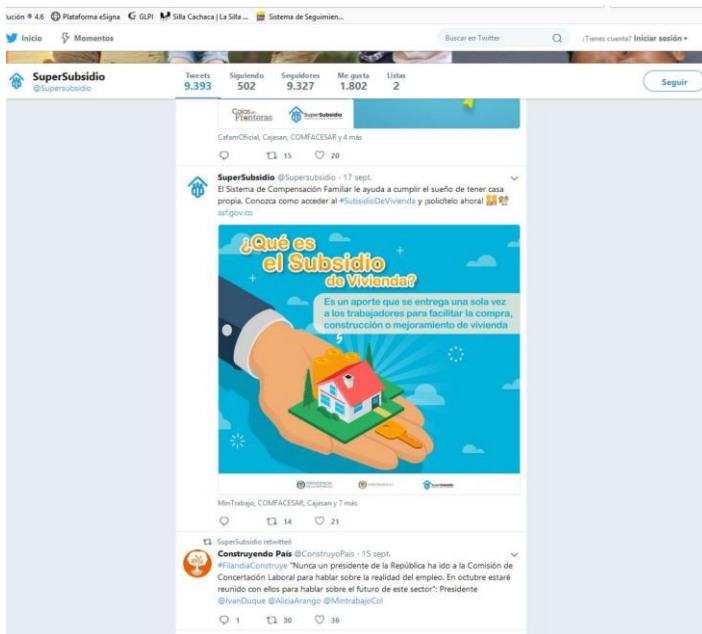 ución 4.6 Plataforma eSigna GLPI Silla Cachaca | La Silla ... Sistema de Seguimien...
Inicio Momentos Buscar en Twitter ¿Tienes cuenta? Iniciar sesión
SuperSubsidio
@Supersubsidio
Tweets Siguiendo Seguidores Me gusta Listas
9.393 502 9.327 1.802 2
Seguir
Cajas sin Fronteras SuperSubsidio
CafamOficial, Cajasan, COMFACESAR y 4 más
15 20
SuperSubsidio @Supersubsidio · 17 sept.
El Sistema de Compensación Familiar le ayuda a cumplir el sueño de tener casa
propia. Conozca como acceder al #SubsidioDeVivienda y ¡solicítelo ahora!
ssf.gov.co
¿Qué es
el Subsidio
de Vivienda?
Es un aporte que se entrega una sola vez
a los trabajadores para facilitar la compra,
construcción o mejoramiento de vivienda
SuperSubsidio
MinTrabajo, COMFACESAR, Cajasan y 7 más
14 21
SuperSubsidio retwitteó
Construyendo País @ConstruyoPais · 15 sept.
#FilandiaConstruye "Nunca un presidente de la República ha ido a la Comisión de
Concertación Laboral para hablar sobre la realidad del empleo. En octubre estaré
reunido con ellos para hablar sobre el futuro de este sector": Presidente
@IvanDuque @AliciaArango @MintrabajoCol
1 30 36